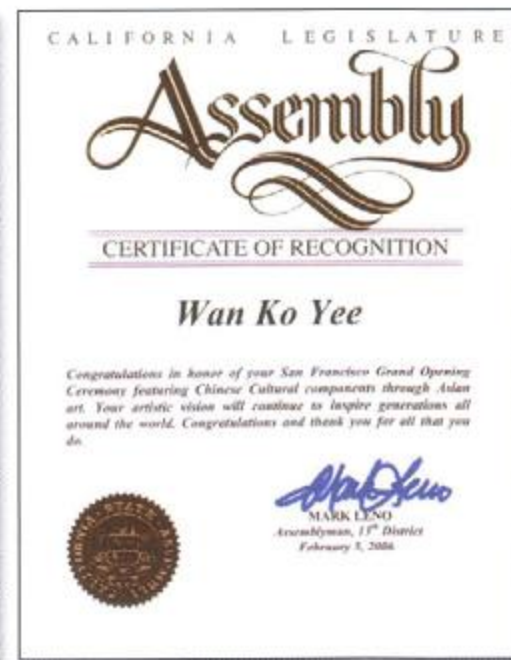 CALIFORNIA LEGISLATURE
Assembly
CERTIFICATE OF RECOGNITION
Wan Ko Yee
Congratulations in honor of your San Francisco Grand Opening
Ceremony featuring Chinese Cultural components through Asian
art. Your artistic vision will continue to inspire generations all
around the world. Congratulations and thank you for all that you
do.
Mark Leno
MARK LENO
Assemblyman, 13th District
February 5, 2006